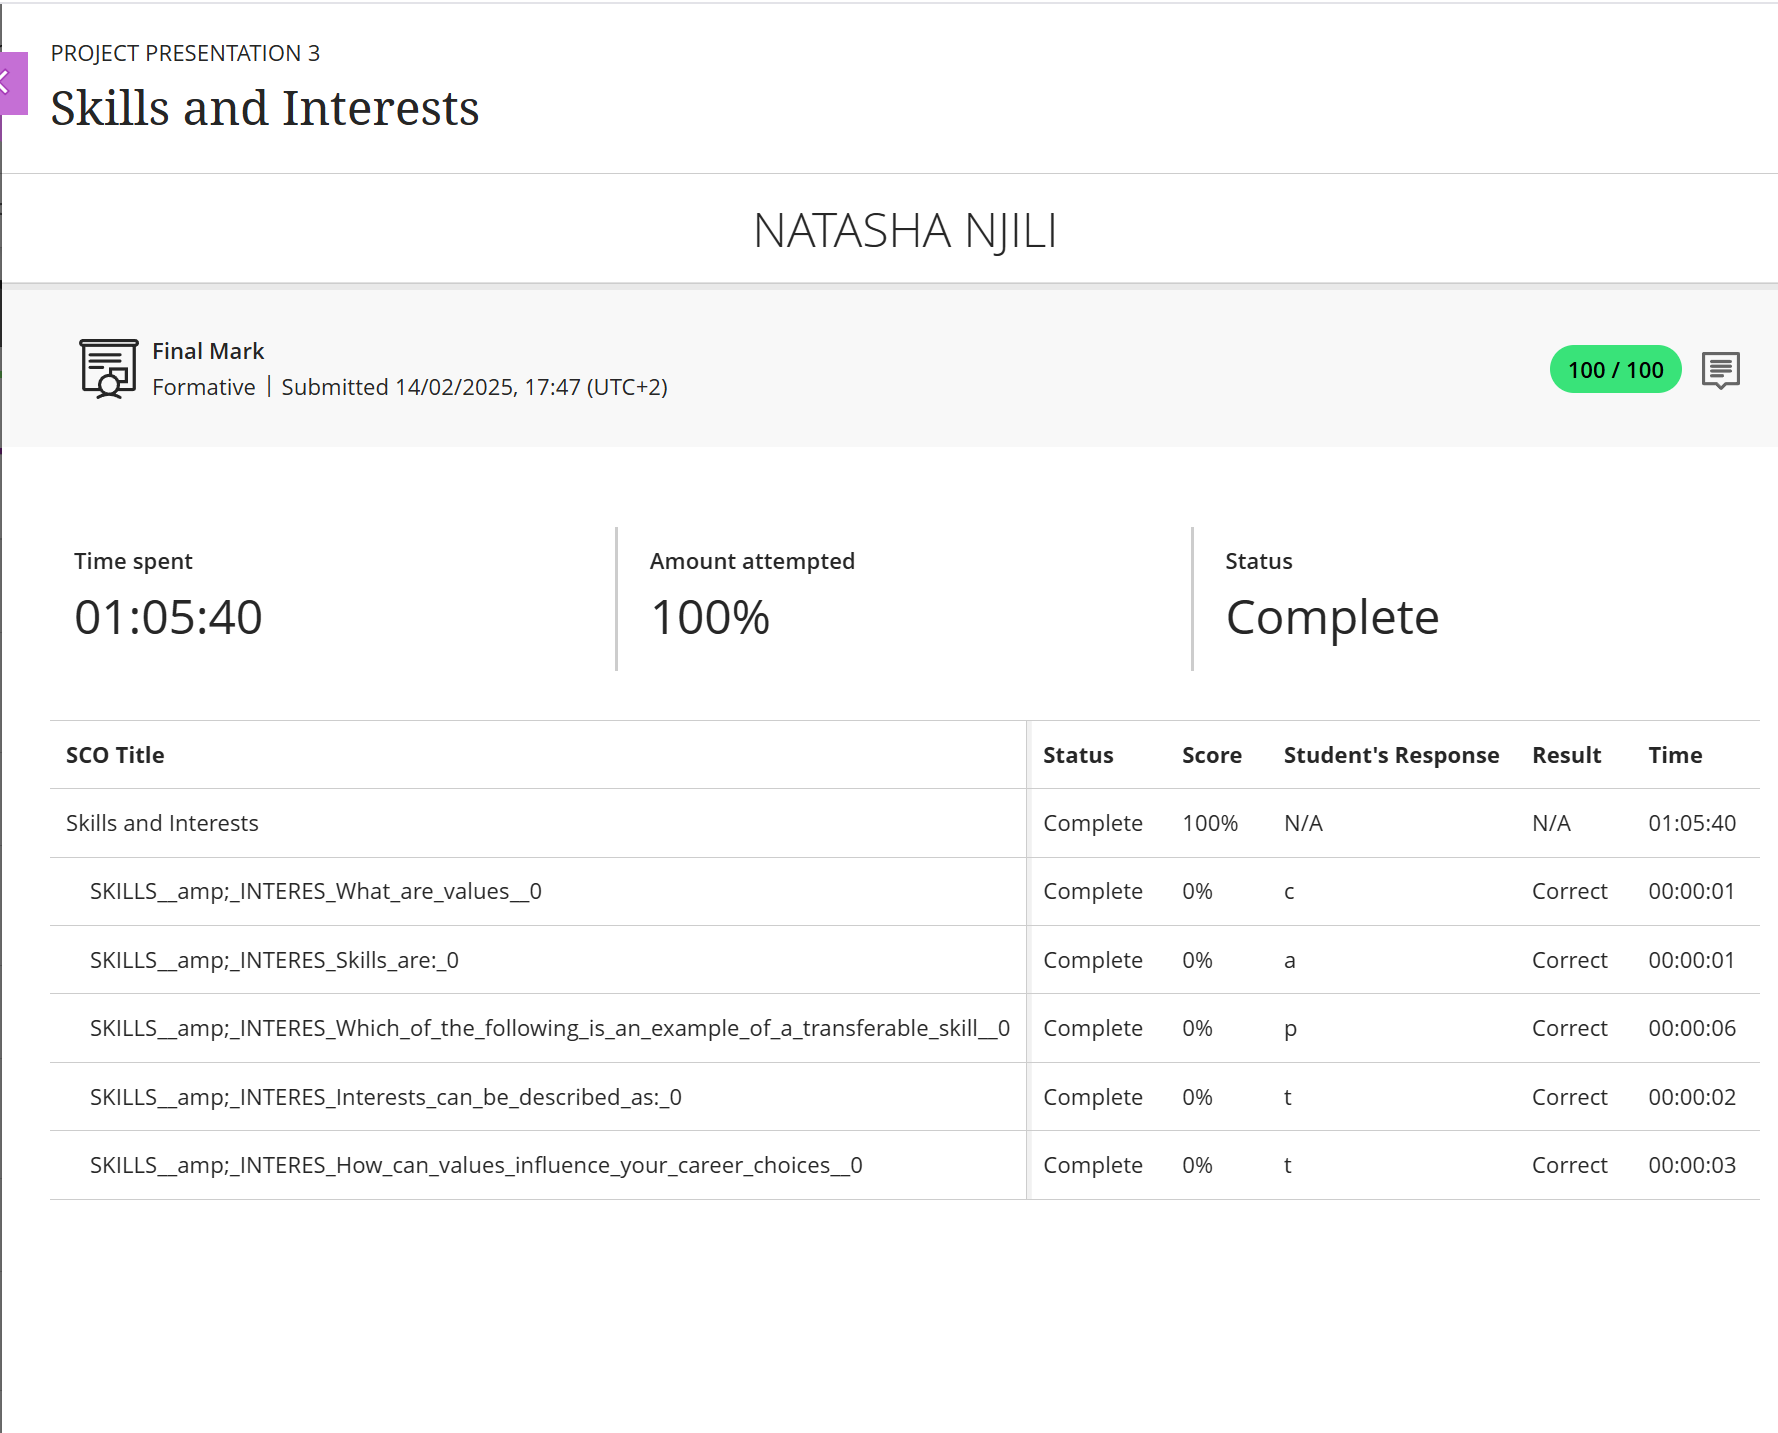 PROJECT PRESENTATION 3
Skills and Interests
NATASHA NJILI
Final Mark
Formative | Submitted 14/02/2025, 17:47 (UTC+2)
100 / 100
Time spent
01:05:40
Amount attempted
100%
Status
Complete
SCO Title Status Score Student's Response Result Time
Skills and Interests Complete 100% N/A N/A 01:05:40
SKILLS__amp;_INTERES_What_are_values__0 Complete 0% c Correct 00:00:01
SKILLS__amp;_INTERES_Skills_are:_0 Complete 0% a Correct 00:00:01
SKILLS__amp;_INTERES_Which_of_the_following_is_an_example_of_a_transferable_skill__0 Complete 0% p Correct 00:00:06
SKILLS__amp;_INTERES_Interests_can_be_described_as:_0 Complete 0% t Correct 00:00:02
SKILLS__amp;_INTERES_How_can_values_influence_your_career_choices__0 Complete 0% t Correct 00:00:03